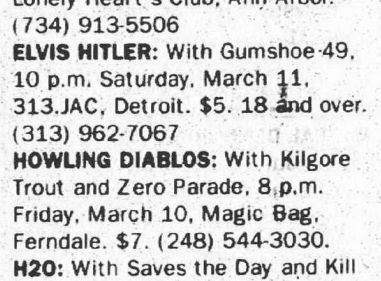 Lonely Heart's Club, Ann Arbor.
(734) 913-5506
ELVIS HITLER: With Gumshoe 49,
10 p.m. Saturday, March 11,
313.JAC, Detroit. $5. 18 and over.
(313) 962-7067
HOWLING DIABLOS: With Kilgore
Trout and Zero Parade, 8 p.m.
Friday, March 10, Magic Bag,
Ferndale. $7. (248) 544-3030.
H20: With Saves the Day and Kill